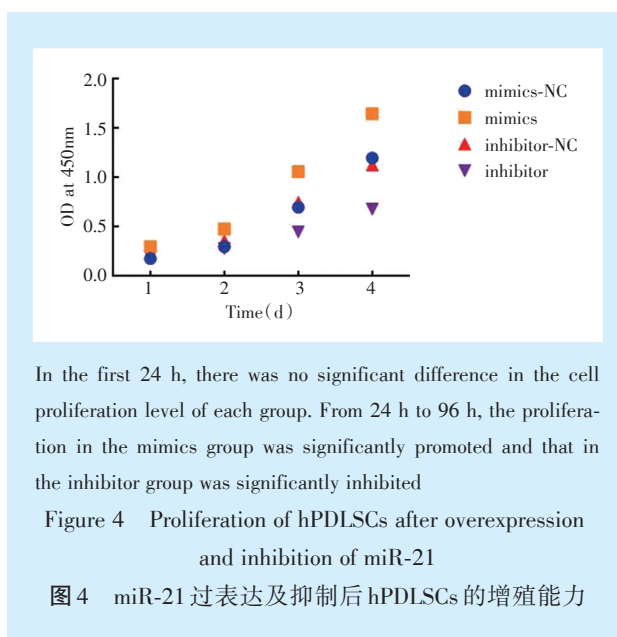 2.0
1.5
1.0
0.5
0.0
OD at 450nm
1 2 3 4
Time(d)
mimics-NC
mimics
inhibitor-NC
inhibitor
In the first 24 h, there was no significant difference in the cell
proliferation level of each group. From 24 h to 96 h, the prolifera-
tion in the mimics group was significantly promoted and that in
the inhibitor group was significantly inhibited
Figure 4 Proliferation of hPDLSCs after overexpression
and inhibition of miR-21
图4 miR-21过表达及抑制后hPDLSCs的增殖能力